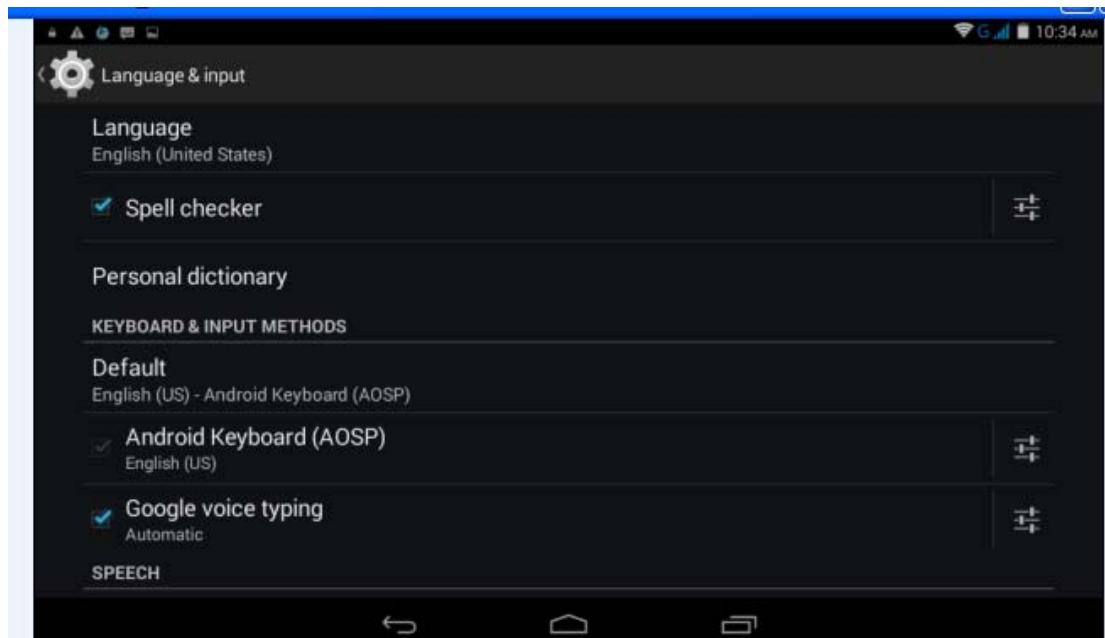 G 10:34 AM
Language & input
Language
English (United States)
Spell checker
Personal dictionary
KEYBOARD & INPUT METHODS
Default
English (US) - Android Keyboard (AOSP)
Android Keyboard (AOSP)
English (US)
Google voice typing
Automatic
SPEECH